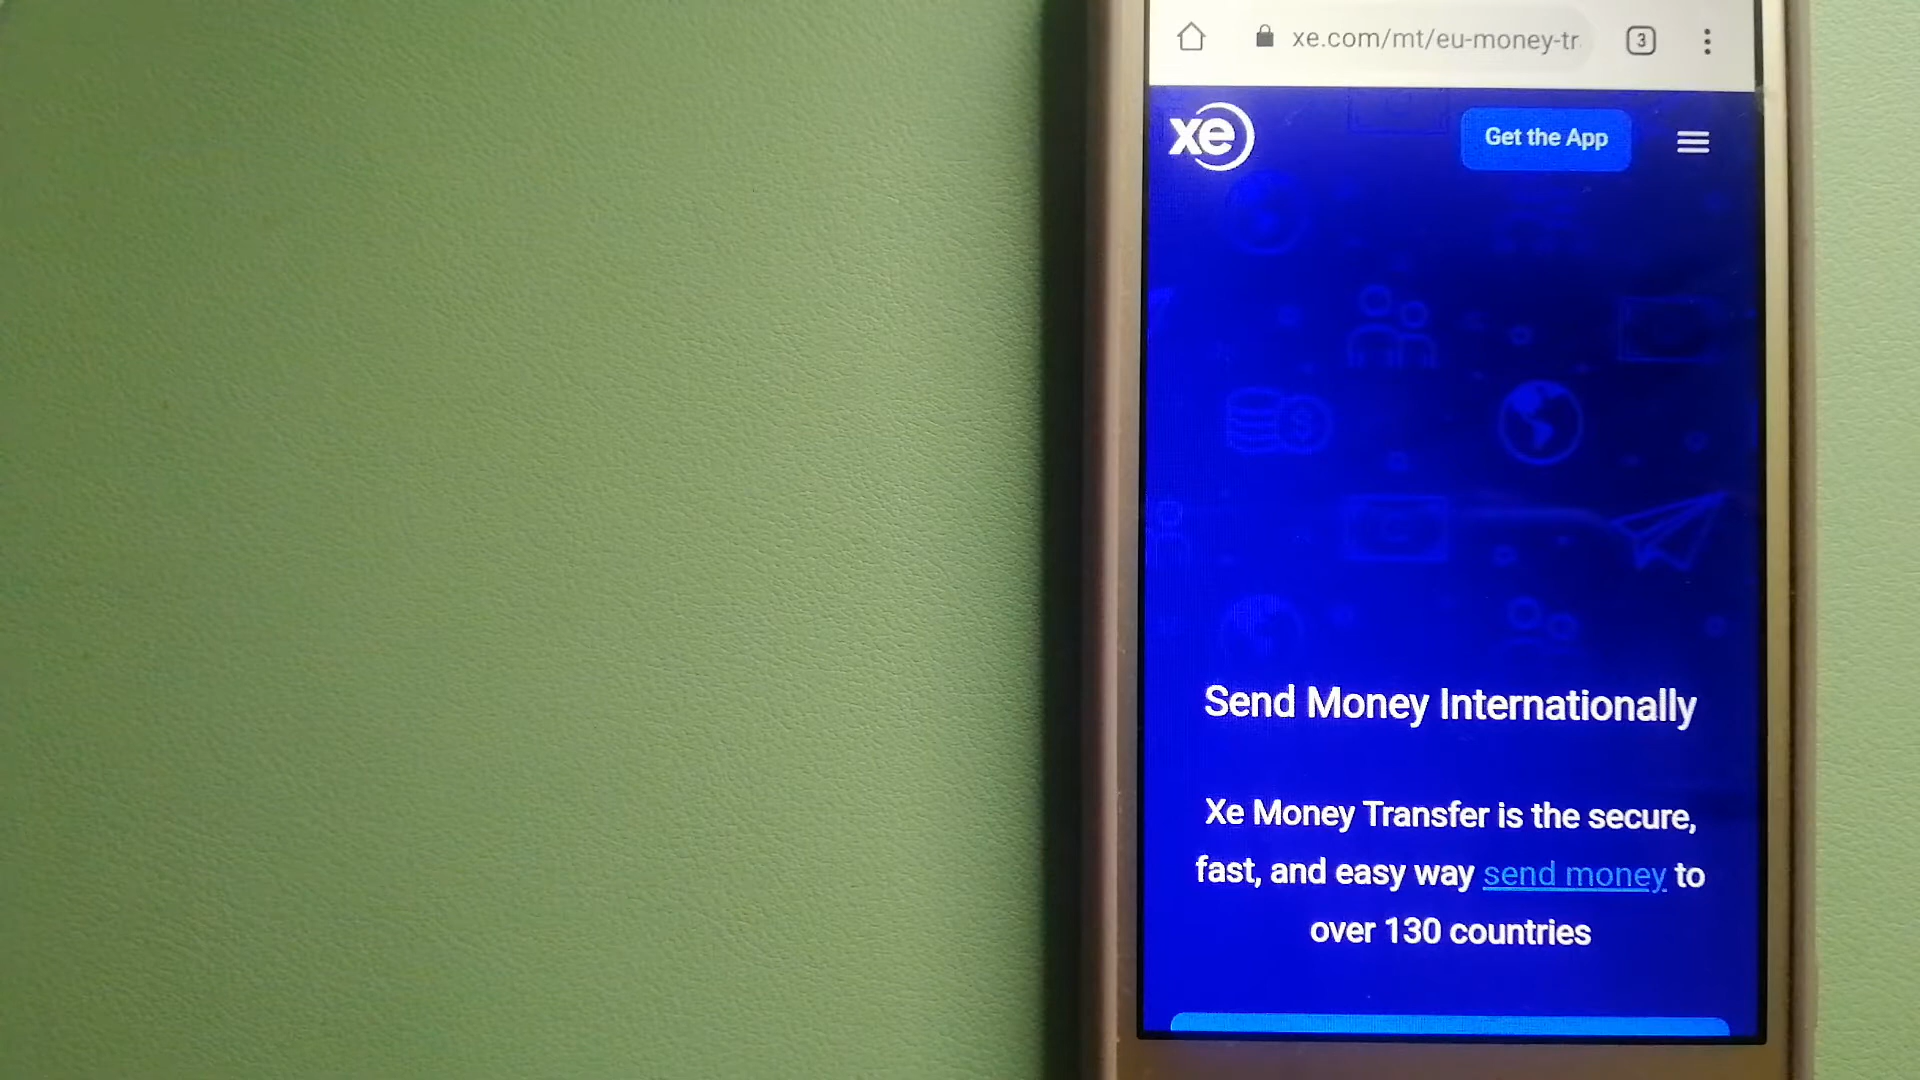 xe.com/mt/eu-money-tr
3
xe
Get the App
Send Money Internationally
Xe Money Transfer is the secure,
fast, and easy way send money to
over 130 countries